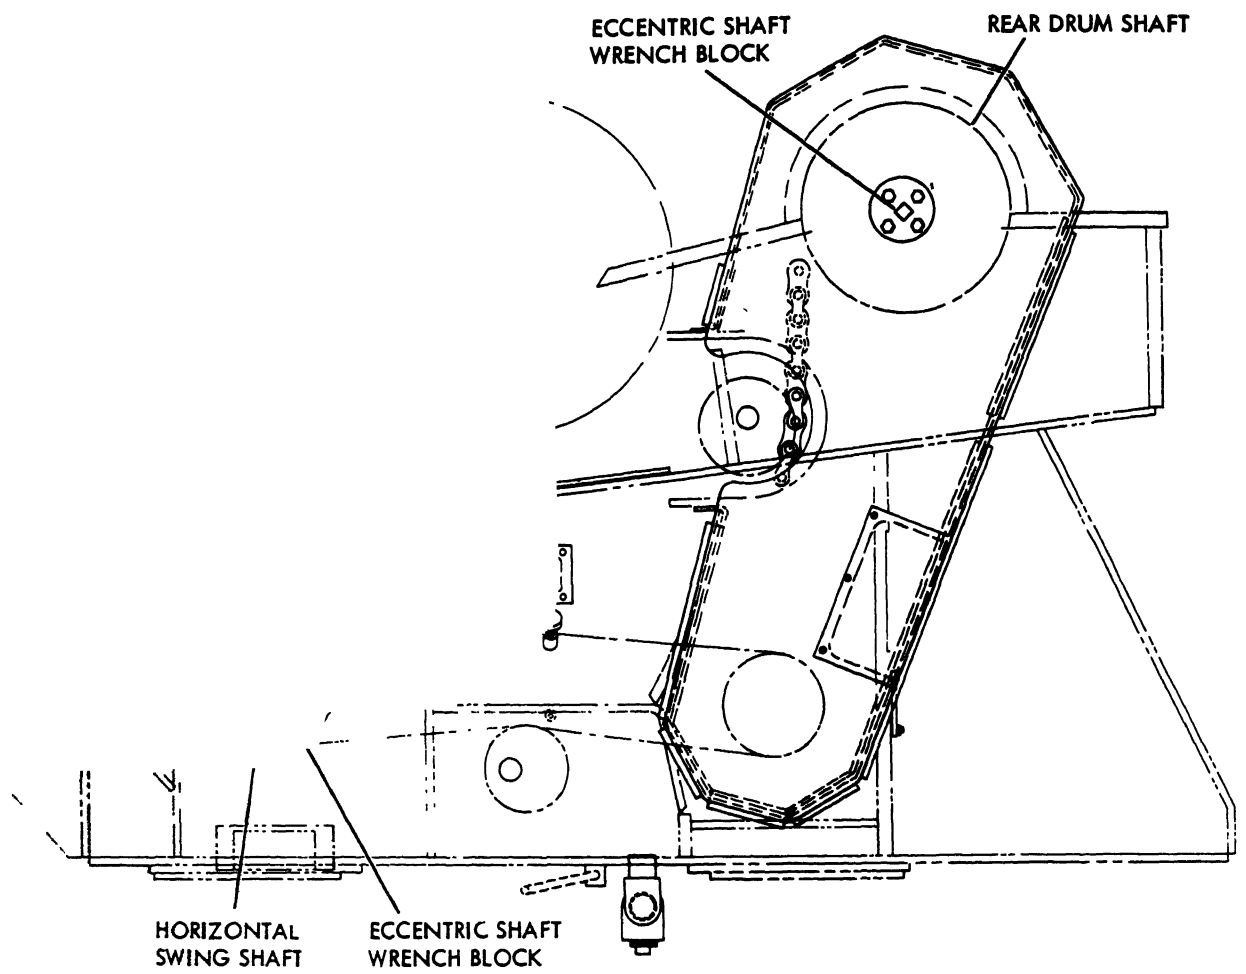 ECCENTRIC SHAFT
WRENCH BLOCK
REAR DRUM SHAFT
HORIZONTAL
SWING SHAFT
ECCENTRIC SHAFT
WRENCH BLOCK